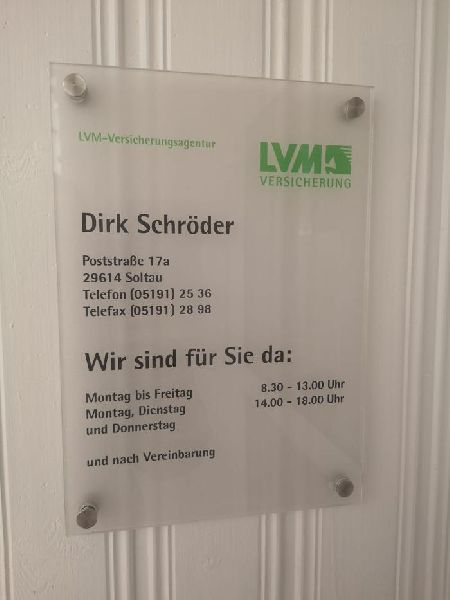 LVM-Versicherungsagentur
LVM
VERSICHERUNG
Dirk Schröder
Poststraße 17a
29614 Soltau
Telefon (05191) 25 36
Telefax (05191) 28 98
Wir sind für Sie da:
Montag bis Freitag 8.30 - 13.00 Uhr
Montag, Dienstag 14.00 - 18.00 Uhr
und Donnerstag
und nach Vereinbarung